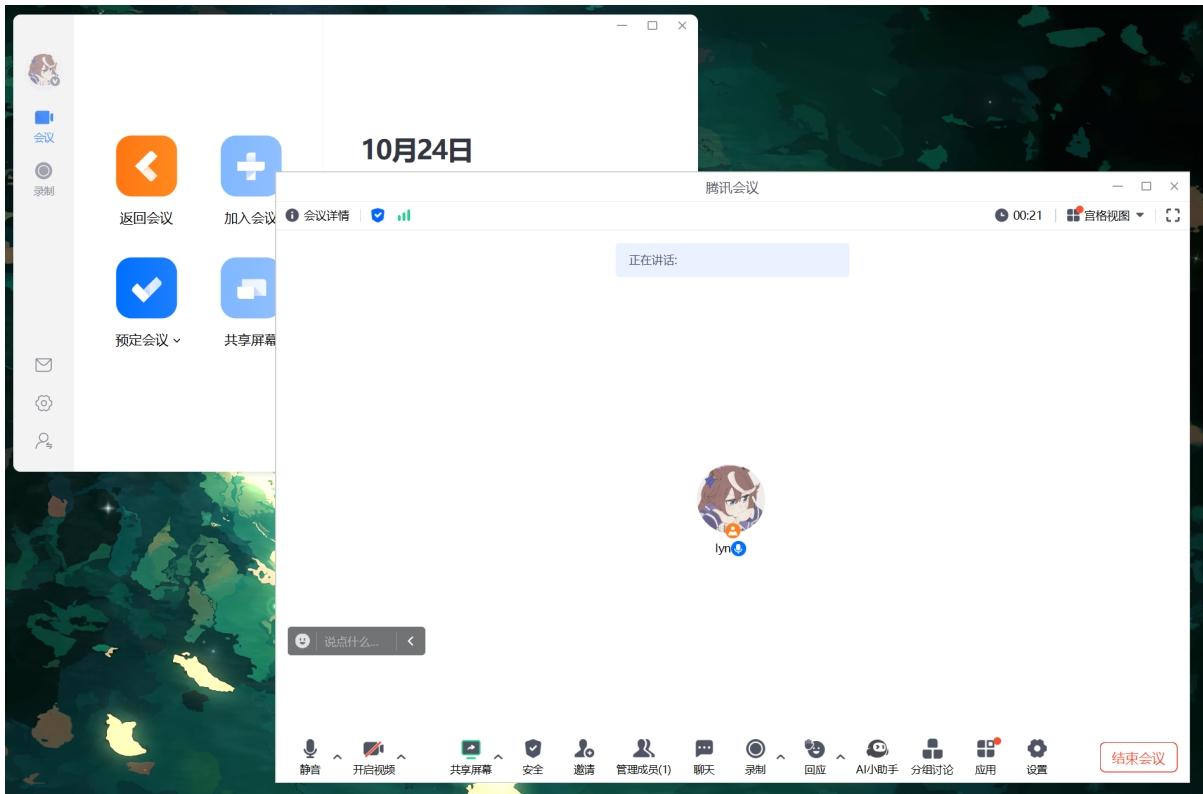 会议
录制
10月24日
返回会议
加入会议
预定会议
共享屏幕
腾讯会议
会议详情
00:21
宫格视图
正在讲话:
lyn
说点什么...
静音
开启视频
共享屏幕
安全
邀请
管理成员(1)
聊天
录制
回应
AI小助手
分组讨论
应用
设置
结束会议